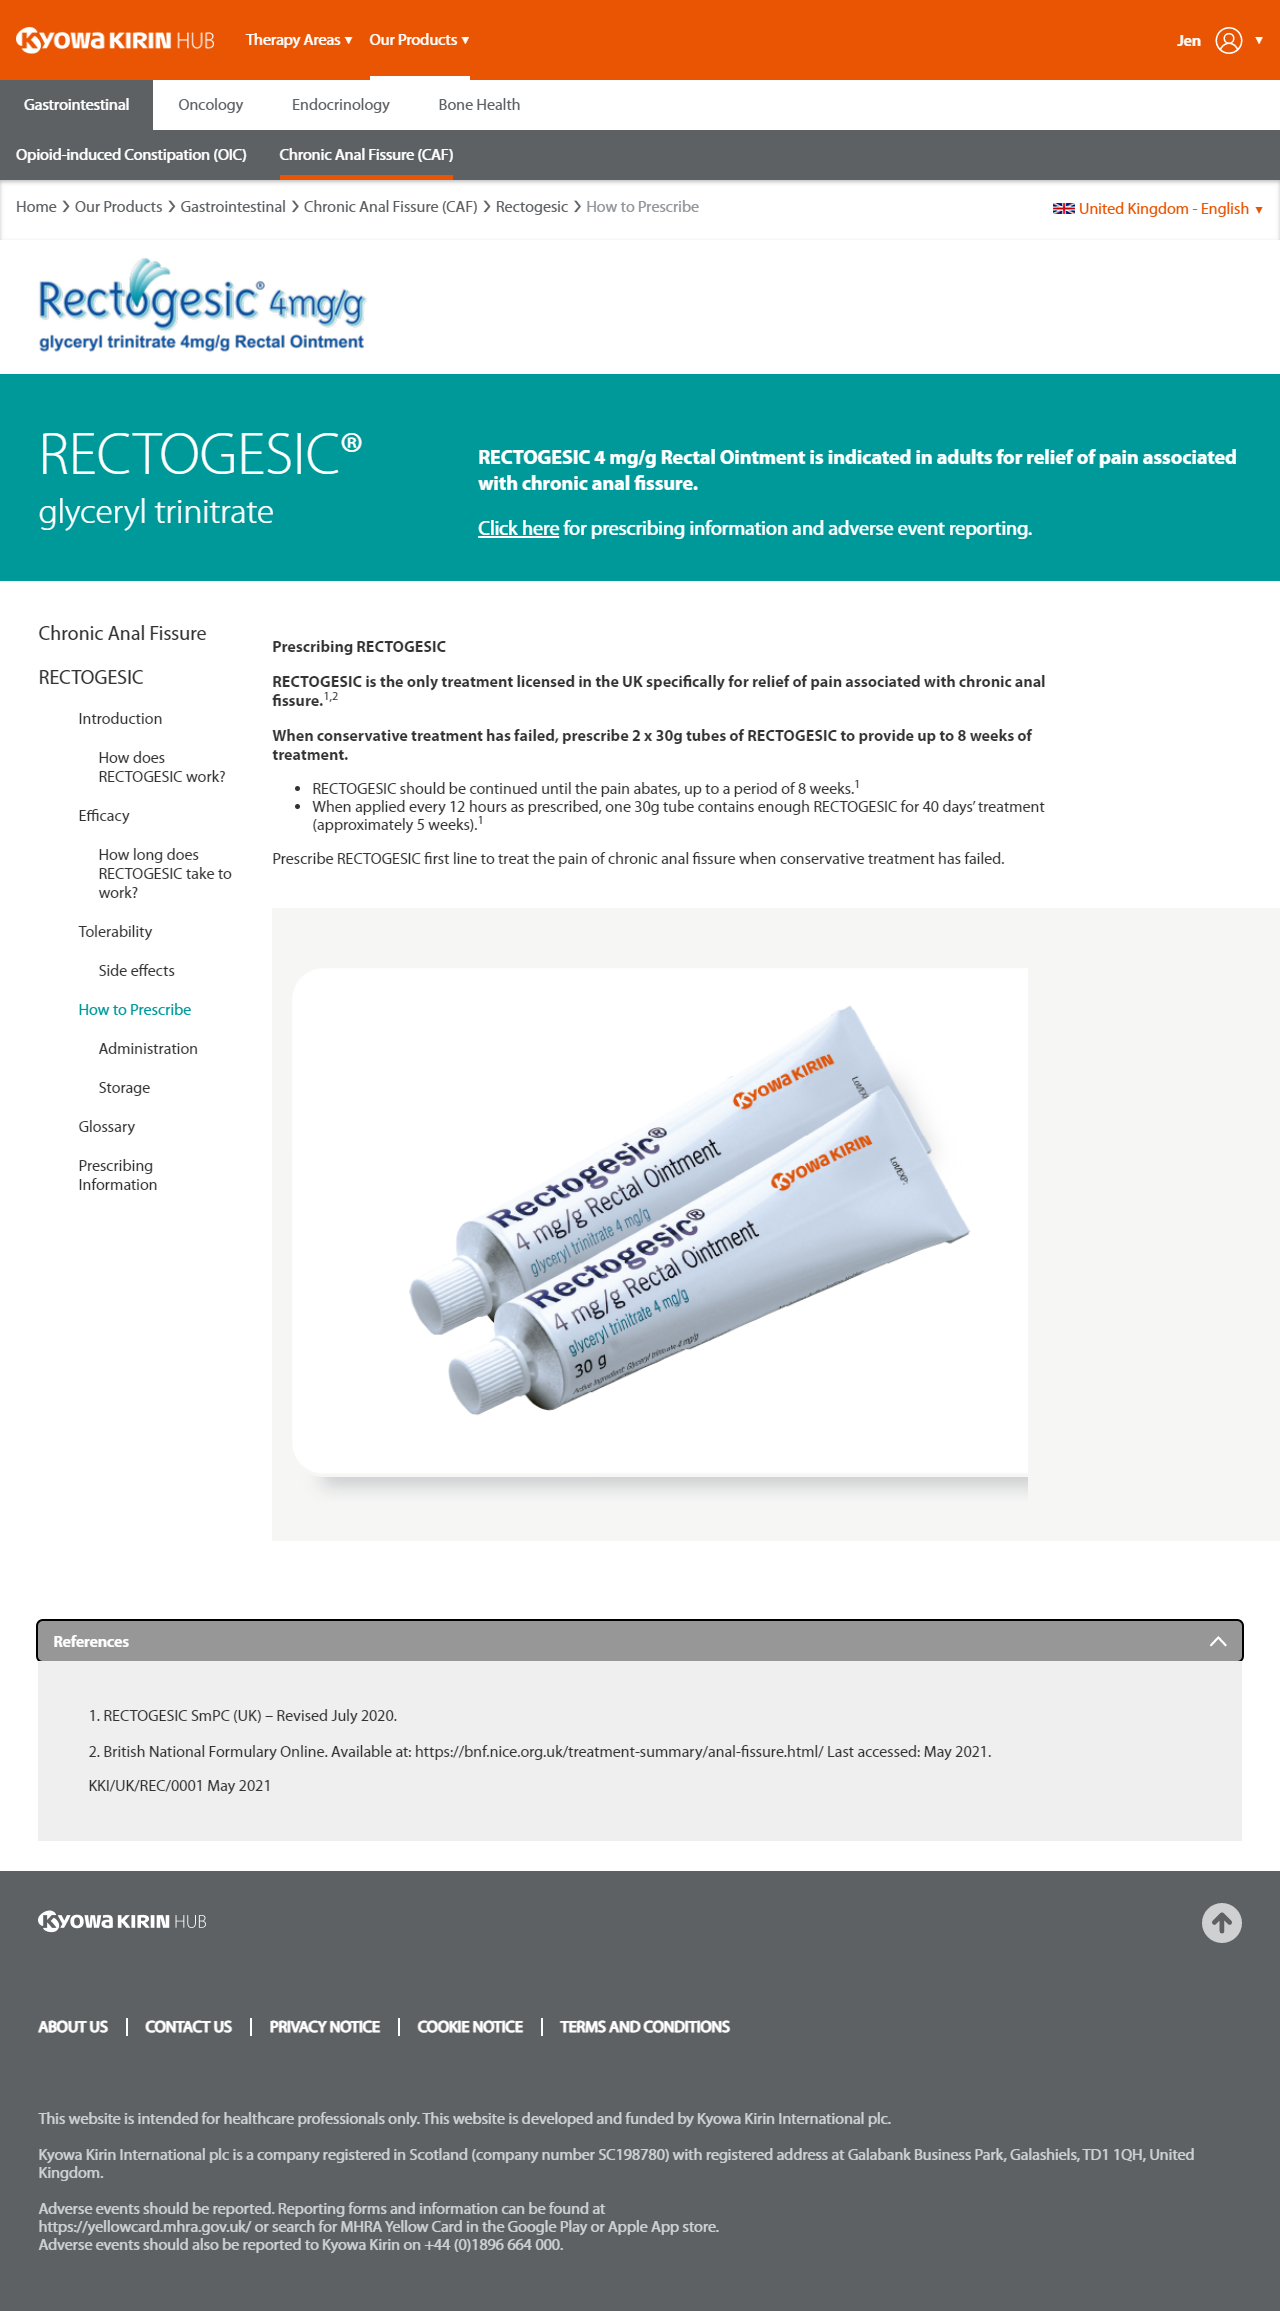 KYOWA KIRIN HUB
Therapy Areas ▼ Our Products ▼
Jen ▼
Gastrointestinal Oncology Endocrinology Bone Health
Opioid-induced Constipation (OIC) Chronic Anal Fissure (CAF)
Home > Our Products > Gastrointestinal > Chronic Anal Fissure (CAF) > Rectogesic > How to Prescribe
United Kingdom - English ▼
Rectogesic® 4mg/g
glyceryl trinitrate 4mg/g Rectal Ointment
RECTOGESIC®
glyceryl trinitrate
RECTOGESIC 4 mg/g Rectal Ointment is indicated in adults for relief of pain associated
with chronic anal fissure.
Click here for prescribing information and adverse event reporting.
Chronic Anal Fissure
RECTOGESIC
Introduction
How does
RECTOGESIC work?
Efficacy
How long does
RECTOGESIC take to
work?
Tolerability
Side effects
How to Prescribe
Administration
Storage
Glossary
Prescribing
Information
Prescribing RECTOGESIC
RECTOGESIC is the only treatment licensed in the UK specifically for relief of pain associated with chronic anal
fissure.1,2
When conservative treatment has failed, prescribe 2 x 30g tubes of RECTOGESIC to provide up to 8 weeks of
treatment.
• RECTOGESIC should be continued until the pain abates, up to a period of 8 weeks.1
• When applied every 12 hours as prescribed, one 30g tube contains enough RECTOGESIC for 40 days' treatment
(approximately 5 weeks).1
Prescribe RECTOGESIC first line to treat the pain of chronic anal fissure when conservative treatment has failed.
KYOWA KIRIN
Rectogesic®
4 mg/g Rectal Ointment
glyceryl trinitrate 4 mg/g
KYOWA KIRIN
Lot/EXP:
Rectogesic®
4 mg/g Rectal Ointment
glyceryl trinitrate 4 mg/g
30 g
Active Ingredient: Glyceryl Trinitrate 4 mg/g
References
1. RECTOGESIC SmPC (UK) – Revised July 2020.
2. British National Formulary Online. Available at: https://bnf.nice.org.uk/treatment-summary/anal-fissure.html/ Last accessed: May 2021.
KKI/UK/REC/0001 May 2021
KYOWA KIRIN HUB
ABOUT US | CONTACT US | PRIVACY NOTICE | COOKIE NOTICE | TERMS AND CONDITIONS
This website is intended for healthcare professionals only. This website is developed and funded by Kyowa Kirin International plc.
Kyowa Kirin International plc is a company registered in Scotland (company number SC198780) with registered address at Galabank Business Park, Galashiels, TD1 1QH, United
Kingdom.
Adverse events should be reported. Reporting forms and information can be found at
https://yellowcard.mhra.gov.uk/ or search for MHRA Yellow Card in the Google Play or Apple App store.
Adverse events should also be reported to Kyowa Kirin on +44 (0)1896 664 000.